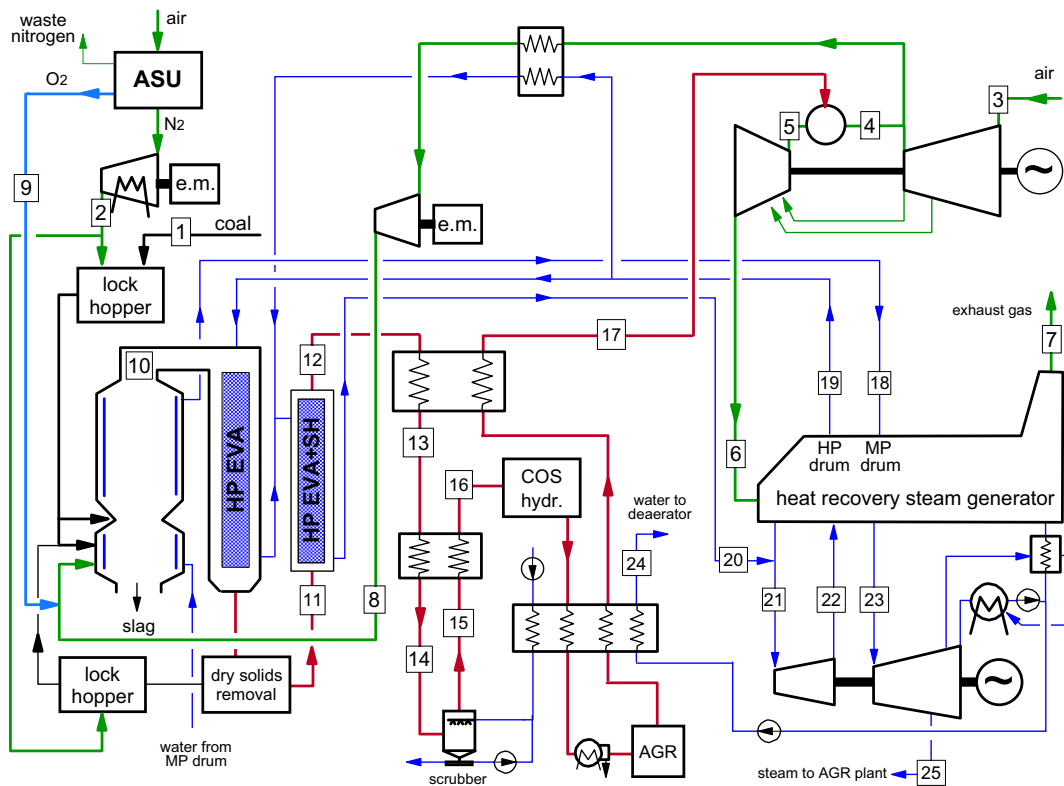 waste
nitrogen
air
O2
ASU
N2
air
3
5
4
9
e.m.
2
e.m.
1
coal
lock
hopper
17
exhaust gas
7
12
10
19
18
HP EVA
HP EVA+SH
13
6
HP
drum
MP
drum
16
COS
hydr.
water to
deaerator
heat recovery steam generator
20
24
11
8
21
22
23
slag
15
14
lock
hopper
dry solids
removal
~
~
water from
MP drum
scrubber
AGR
steam to AGR plant
25